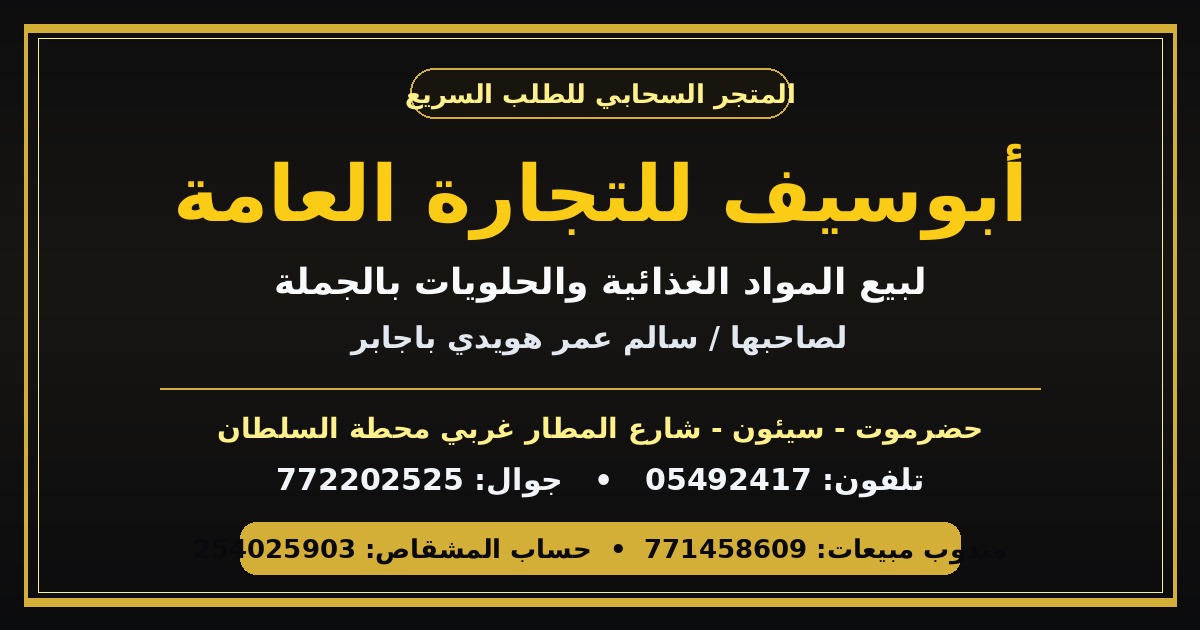 المتجر السحابي للطلب السريع
أبوسيف للتجارة العامة
لبيع المواد الغذائية والحلويات بالجملة
لصاحبها / سالم عمر هويدي باجابر
حضرموت - سيئون - شارع المطار غربي محطة السلطان
تلفون: 05492417 • جوال: 772202525
مندوب مبيعات: 771458609 • حساب المشقاص: 254025903